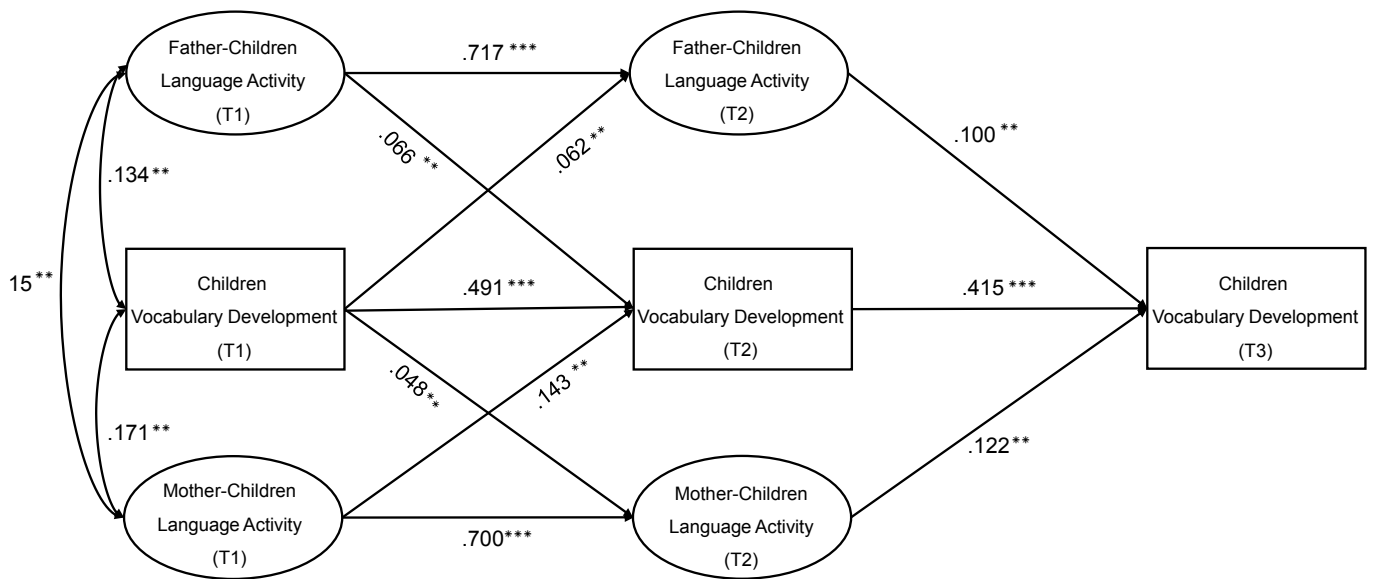 Father-Children
Language Activity
(T1)
.717 ***
Father-Children
Language Activity
(T2)
.066 **
.062 **
.100 **
.134 **
15 **
Children
Vocabulary Development
(T1)
.491 ***
Children
Vocabulary Development
(T2)
.415 ***
Children
Vocabulary Development
(T3)
.048 **
.143 **
.171 **
.122 **
Mother-Children
Language Activity
(T1)
.700 ***
Mother-Children
Language Activity
(T2)